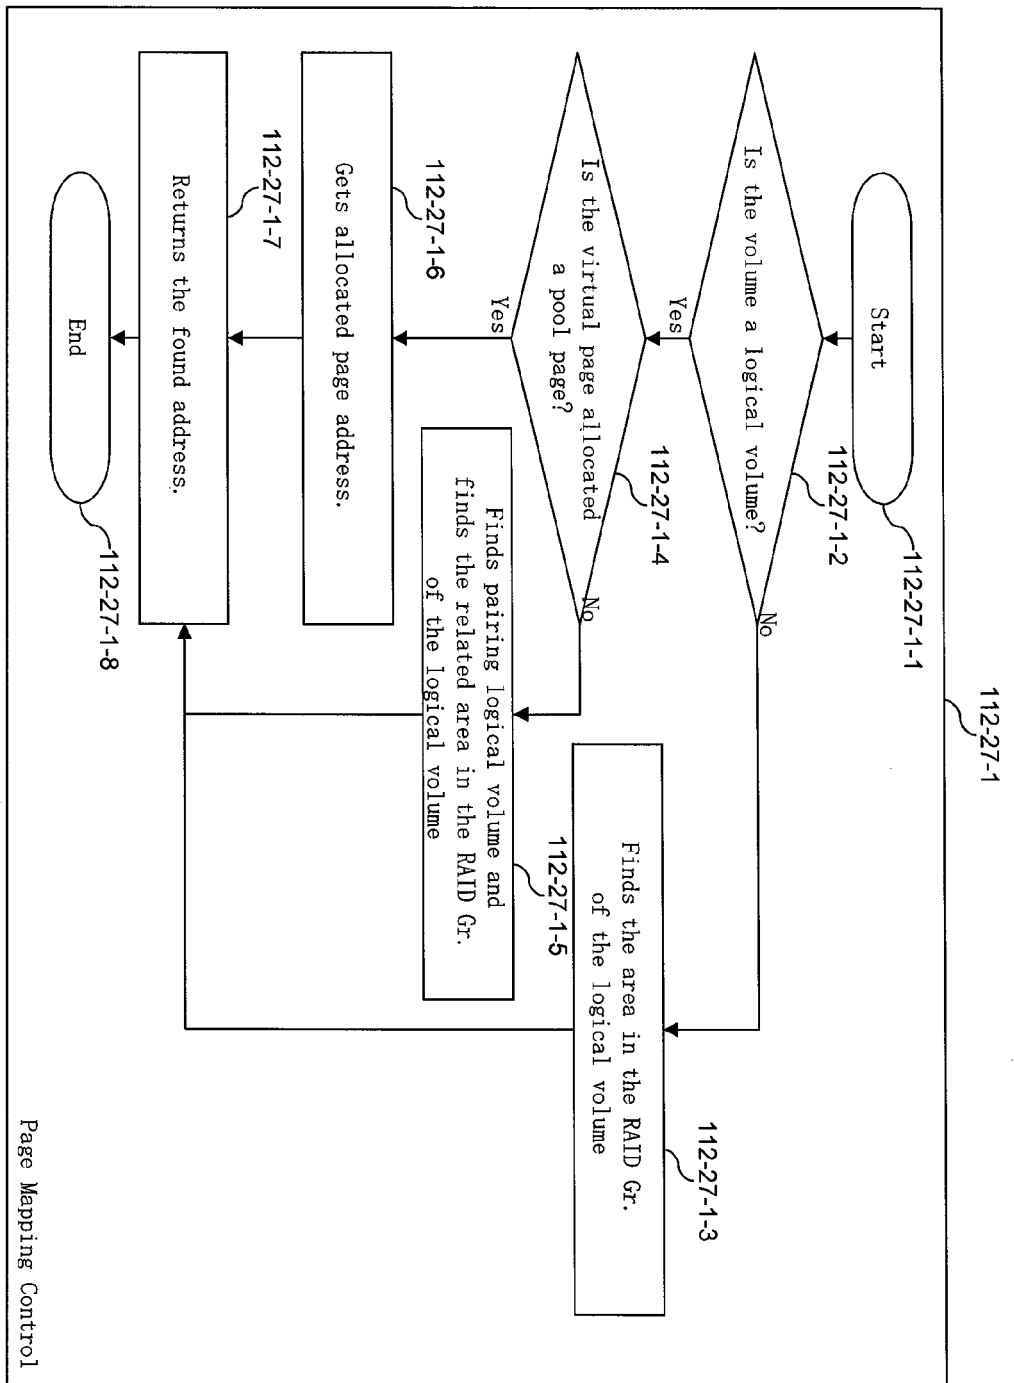 112-27-1
Start
112-27-1-1
Is the volume a logical volume?
112-27-1-2
Yes
No
Is the virtual page allocated
a pool page?
112-27-1-4
Yes
No
Finds the area in the RAID Gr.
of the logical volume
112-27-1-3
Finds pairing logical volume and
finds the related area in the RAID Gr.
of the logical volume
112-27-1-5
112-27-1-6
Gets allocated page address.
112-27-1-7
Returns the found address.
End
112-27-1-8
Page Mapping Control